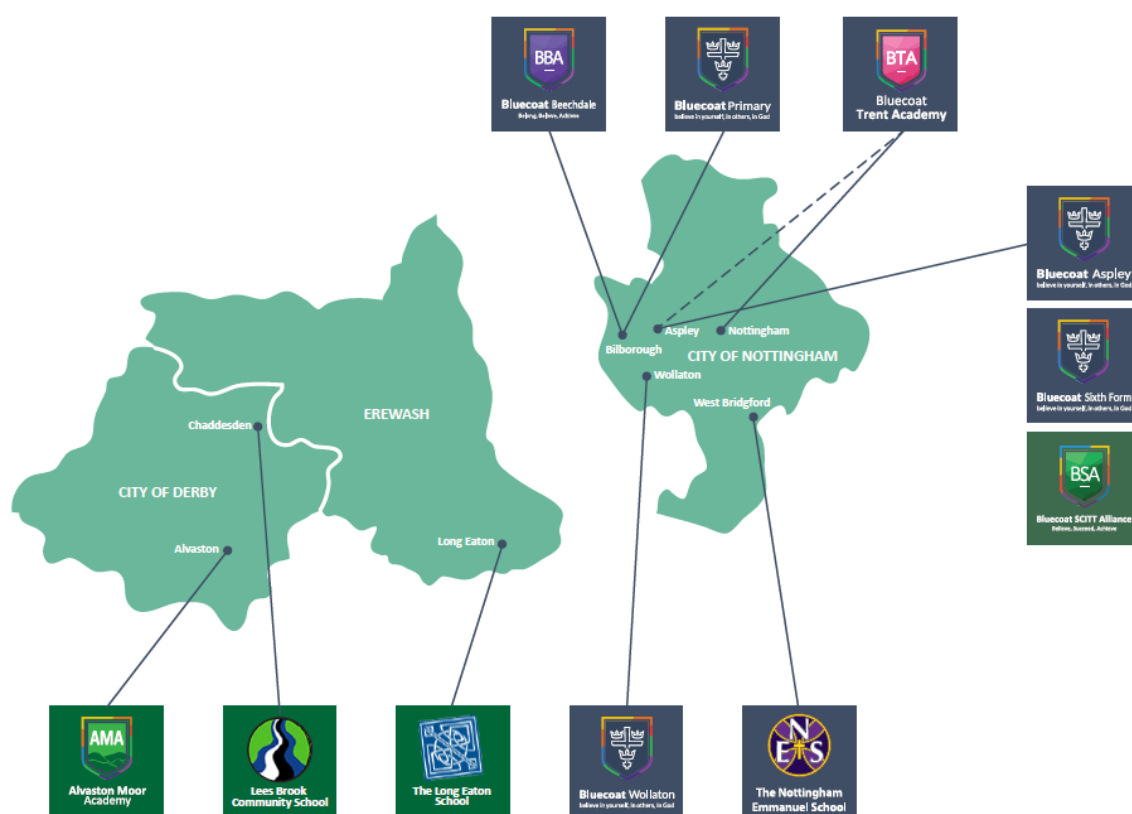 BBA
Bluecoat Beechdale
Belong, Believe, Achieve
Bluecoat Primary
believe in yourself, in others, in God
BTA
Bluecoat
Trent Academy
Bluecoat Aspley
believe in yourself, in others, in God
Aspley
Nottingham
Bilborough
CITY OF NOTTINGHAM
Wollaton
West Bridgford
Bluecoat Sixth Form
believe in yourself, in others, in God
EREWASH
Chaddesden
CITY OF DERBY
BSA
Bluecoat SCITT Alliance
Believe, Succeed, Achieve
Long Eaton
Alvaston
AMA
Alvaston Moor
Academy
Lees Brook
Community School
The Long Eaton
School
Bluecoat Wollaton
believe in yourself, in others, in God
N
E S
The Nottingham
Emmanuel School